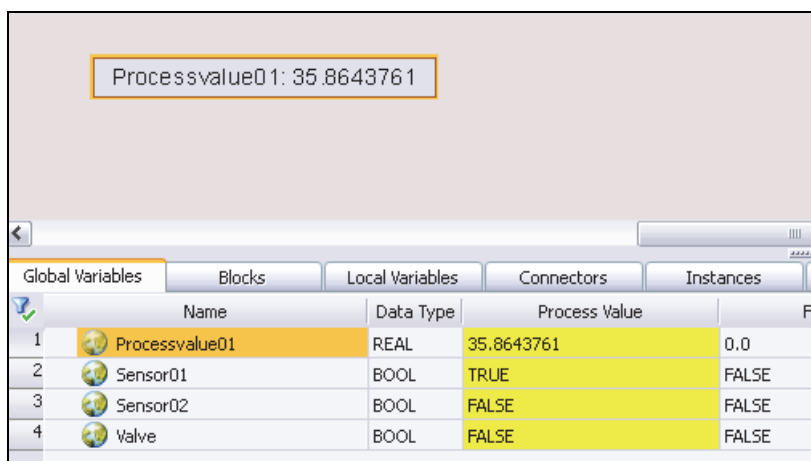 Processvalue01: 35.8643761
Global Variables Blocks Local Variables Connectors Instances
Name Data Type Process Value F
1 Processvalue01 REAL 35.8643761 0.0
2 Sensor01 BOOL TRUE FALSE
3 Sensor02 BOOL FALSE FALSE
4 Valve BOOL FALSE FALSE